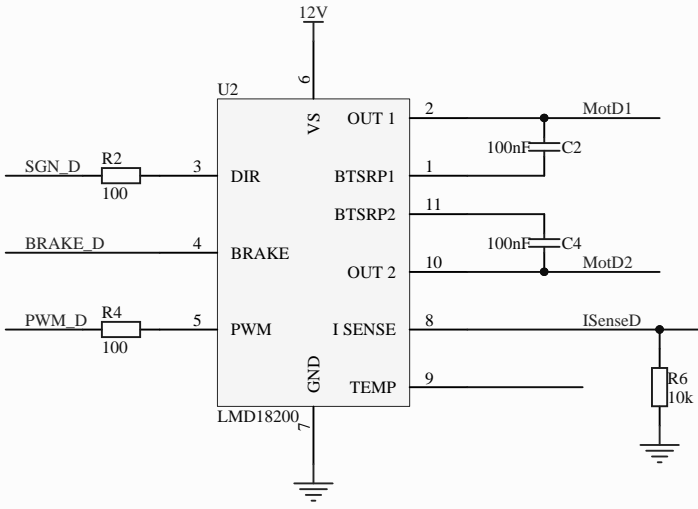 12V
6
U2
VS
OUT 1
2
MotD1
100nF
C2
SGN_D
R2
100
3
DIR
BTSRP1
1
BTSRP2
11
BRAKE_D
4
BRAKE
100nF
C4
OUT 2
10
MotD2
PWM_D
R4
100
5
PWM
I SENSE
8
ISenseD
GND
TEMP
9
R6
10k
LMD18200
7